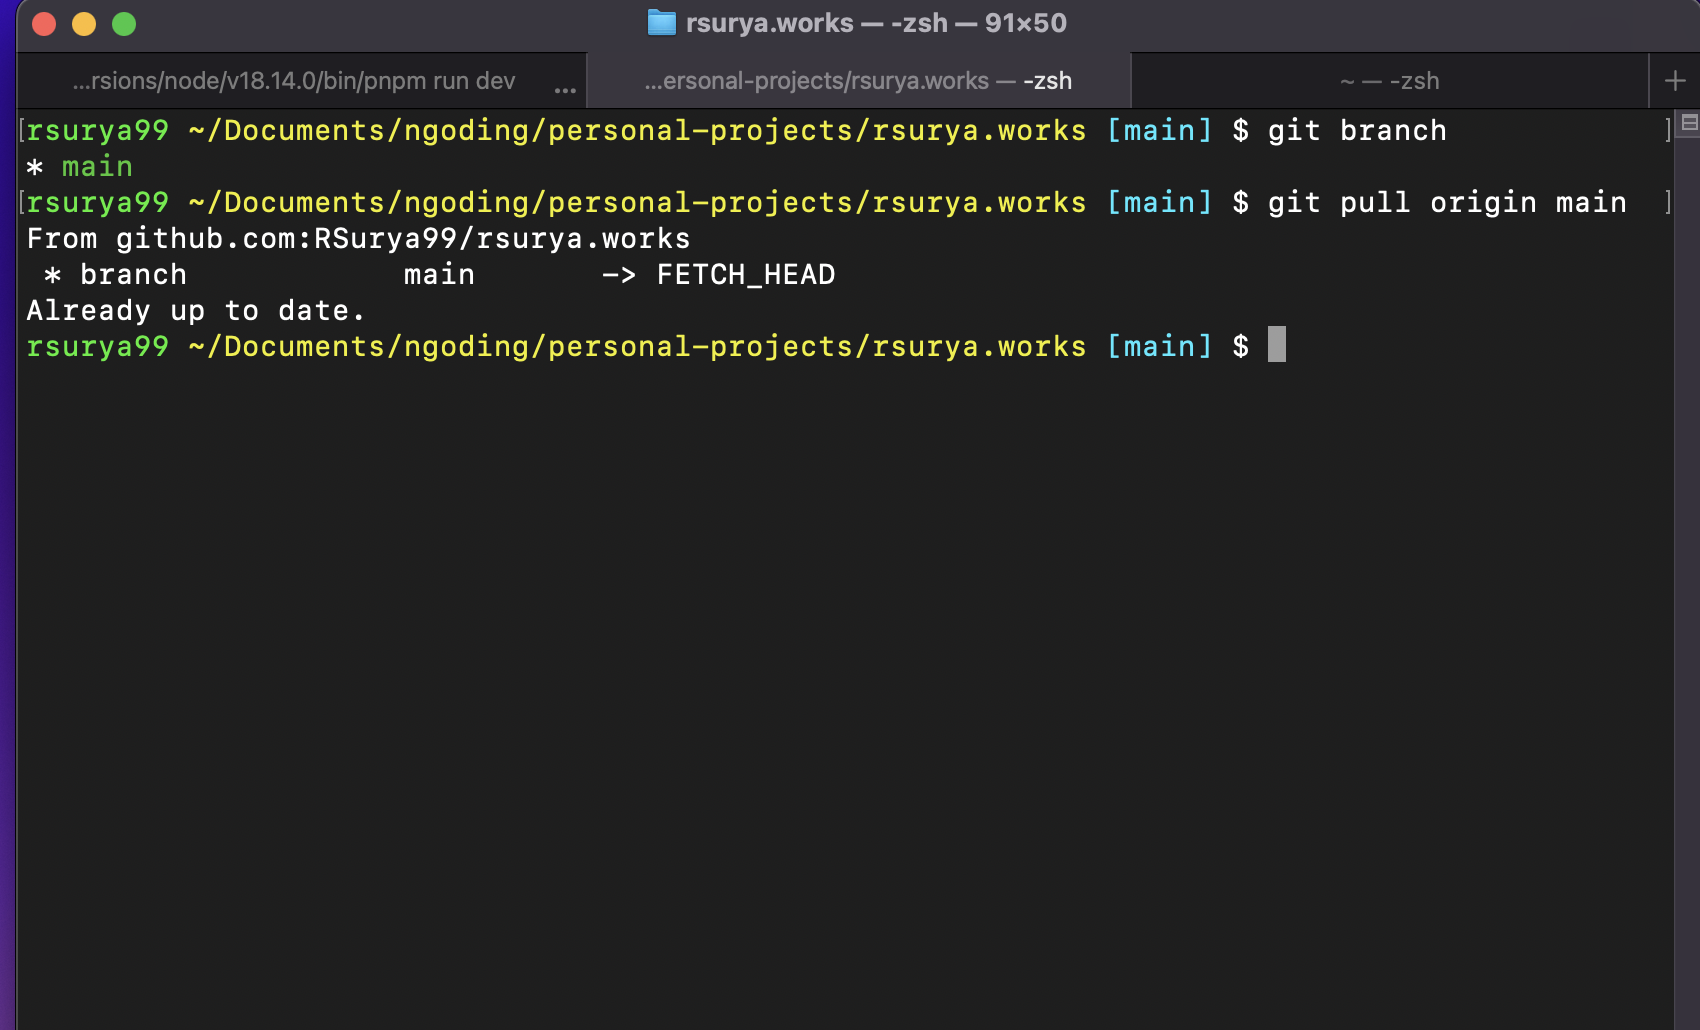 rsurya.works — -zsh — 91×50
...rsions/node/v18.14.0/bin/pnpm run dev ... ...ersonal-projects/rsurya.works — -zsh ~ — -zsh +
[rsurya99 ~/Documents/ngoding/personal-projects/rsurya.works [main] $ git branch ]
* main
[rsurya99 ~/Documents/ngoding/personal-projects/rsurya.works [main] $ git pull origin main ]
From github.com:RSurya99/rsurya.works
 * branch            main       -> FETCH_HEAD
Already up to date.
rsurya99 ~/Documents/ngoding/personal-projects/rsurya.works [main] $